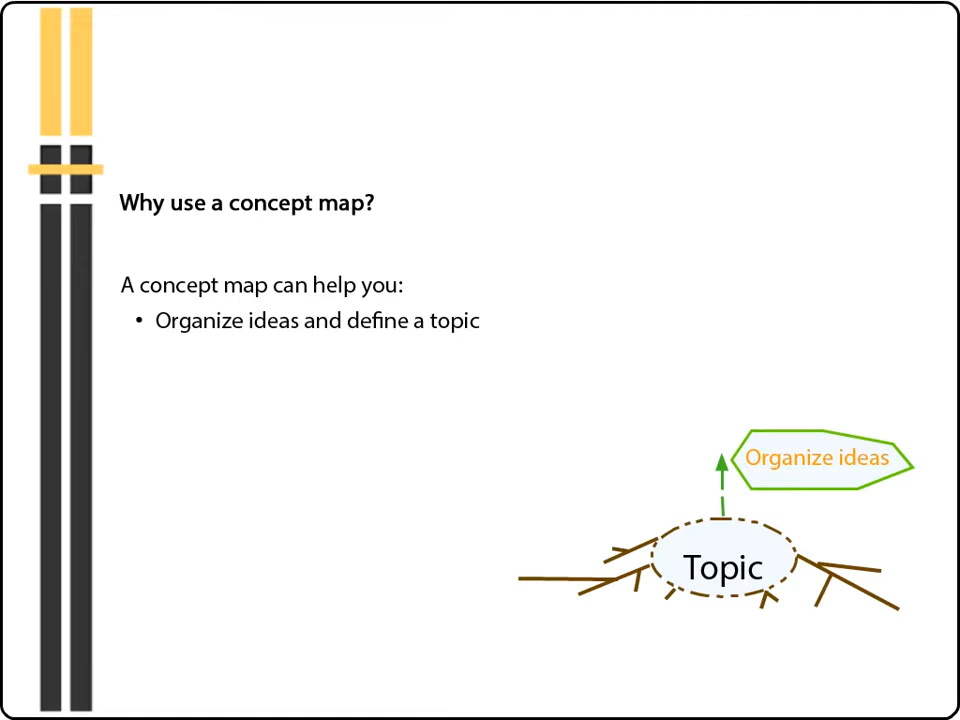 Why use a concept map?
A concept map can help you:
• Organize ideas and define a topic
Organize ideas
Topic